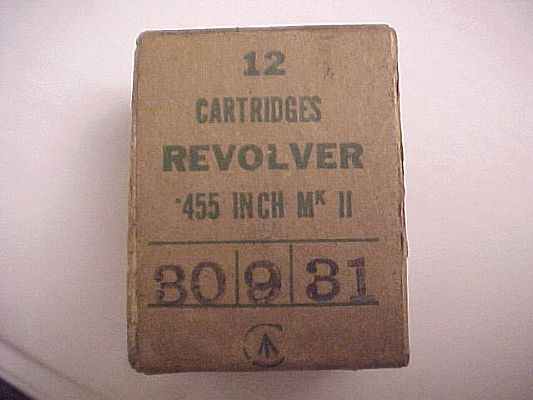 12
CARTRIDGES
REVOLVER
·455 INCH MK II
30 9 31